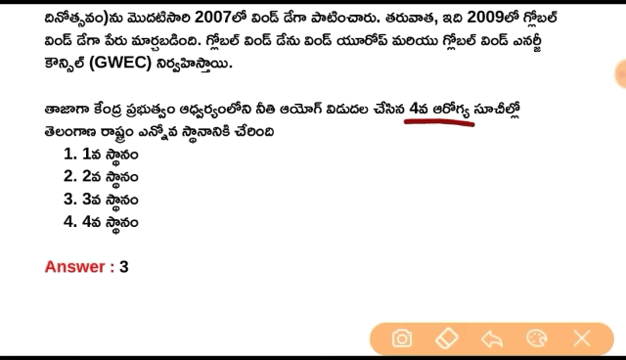 దినోత్సవం)ను మొదటిసారి 2007లో విండ్ డేగా పాటించారు. తరువాత, ఇది 2009లో గ్లోబల్
విండ్ డేగా పేరు మార్చబడింది. గ్లోబల్ విండ్ డేను విండ్ యూరోప్ మరియు గ్లోబల్ విండ్ ఎనర్జీ
కౌన్సిల్ (GWEC) నిర్వహిస్తాయి.
తాజాగా కేంద్ర ప్రభుత్వం ఆధ్వర్యంలోని నీతి ఆయోగ్ విడుదల చేసిన 4వ ఆరోగ్య సూచీల్లో
తెలంగాణ రాష్ట్రం ఎన్నోవ స్థానానికి చేరింది
1. 1వ స్థానం
2. 2వ స్థానం
3. 3వ స్థానం
4. 4వ స్థానం
Answer : 3